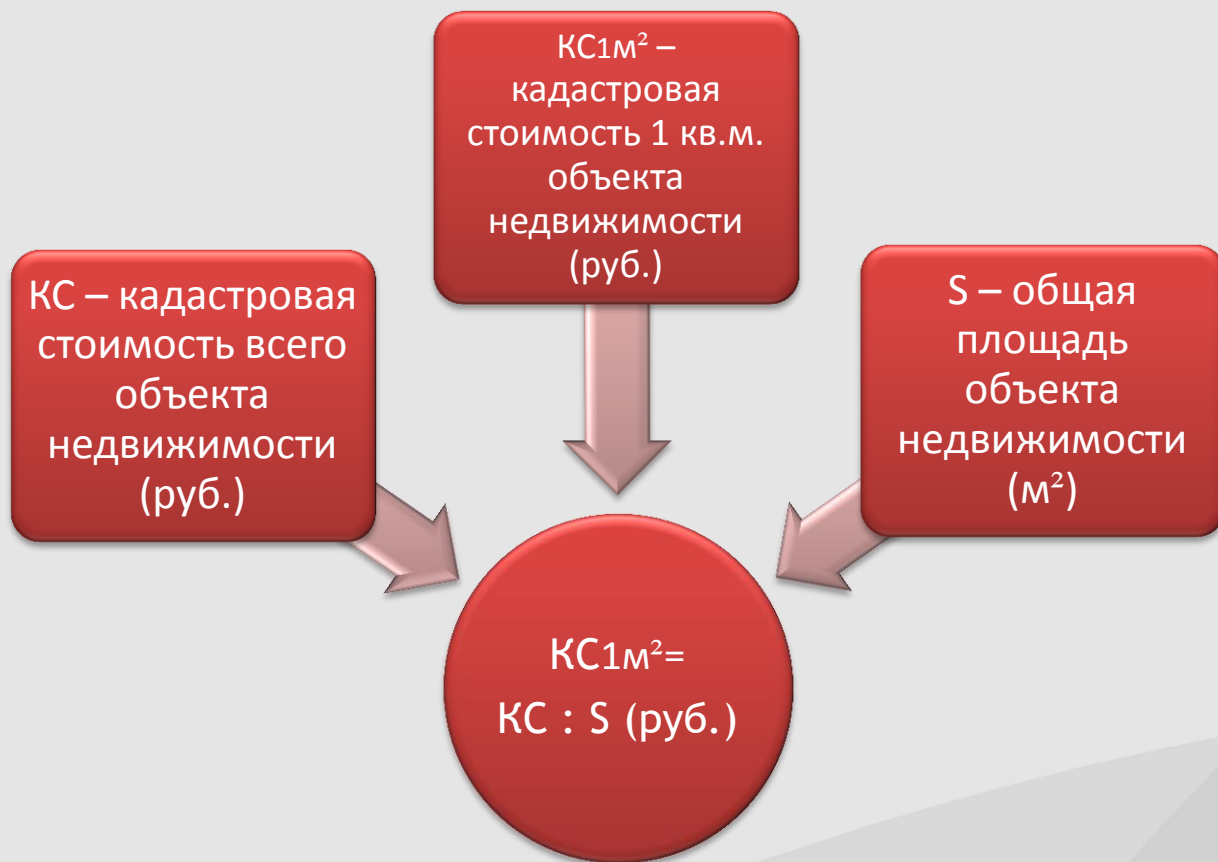 КС – кадастровая
стоимость всего
объекта
недвижимости
(руб.)
КС1м² –
кадастровая
стоимость 1 кв.м.
объекта
недвижимости
(руб.)
S – общая
площадь
объекта
недвижимости
(м²)
КС1м²=
КС : S (руб.)